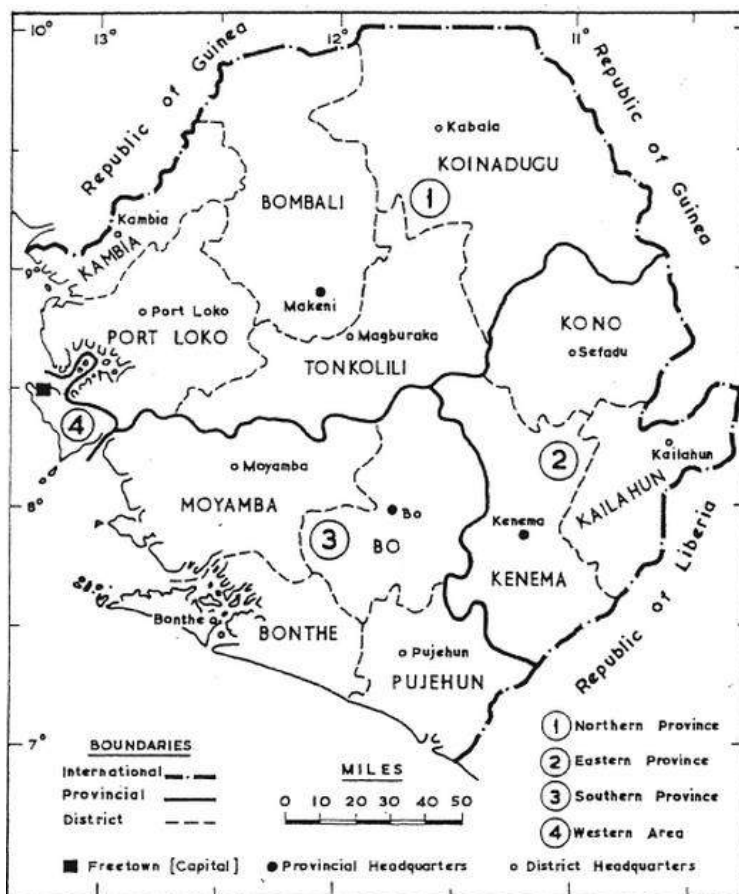 10°
13°
12°
11°
Republic of Guinea
Republic of Guinea
Kabala
KOINADUGU
BOMBALI
1
Kambia
KAMBIA
9°
Makeni
Port Loko
PORT LOKO
Magburaka
TONKOLILI
KONO
Sefadu
4
Moyamba
MOYAMBA
8°
2
Kailahun
KAILAHUN
3
Bo
BO
Kenema
KENEMA
Bonthe
BONTHE
Pujehun
PUJEHUN
Republic of Liberia
7°
BOUNDARIES
International
Provincial
District
MILES
0 10 20 30 40 50
1 Northern Province
2 Eastern Province
3 Southern Province
4 Western Area
Freetown [Capital]
Provincial Headquarters
District Headquarters